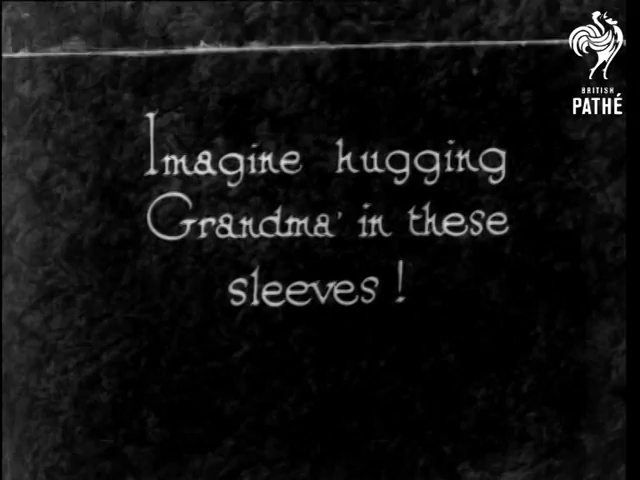 BRITISH
PATHÉ
Imagine hugging
Grandma' in these
sleeves!